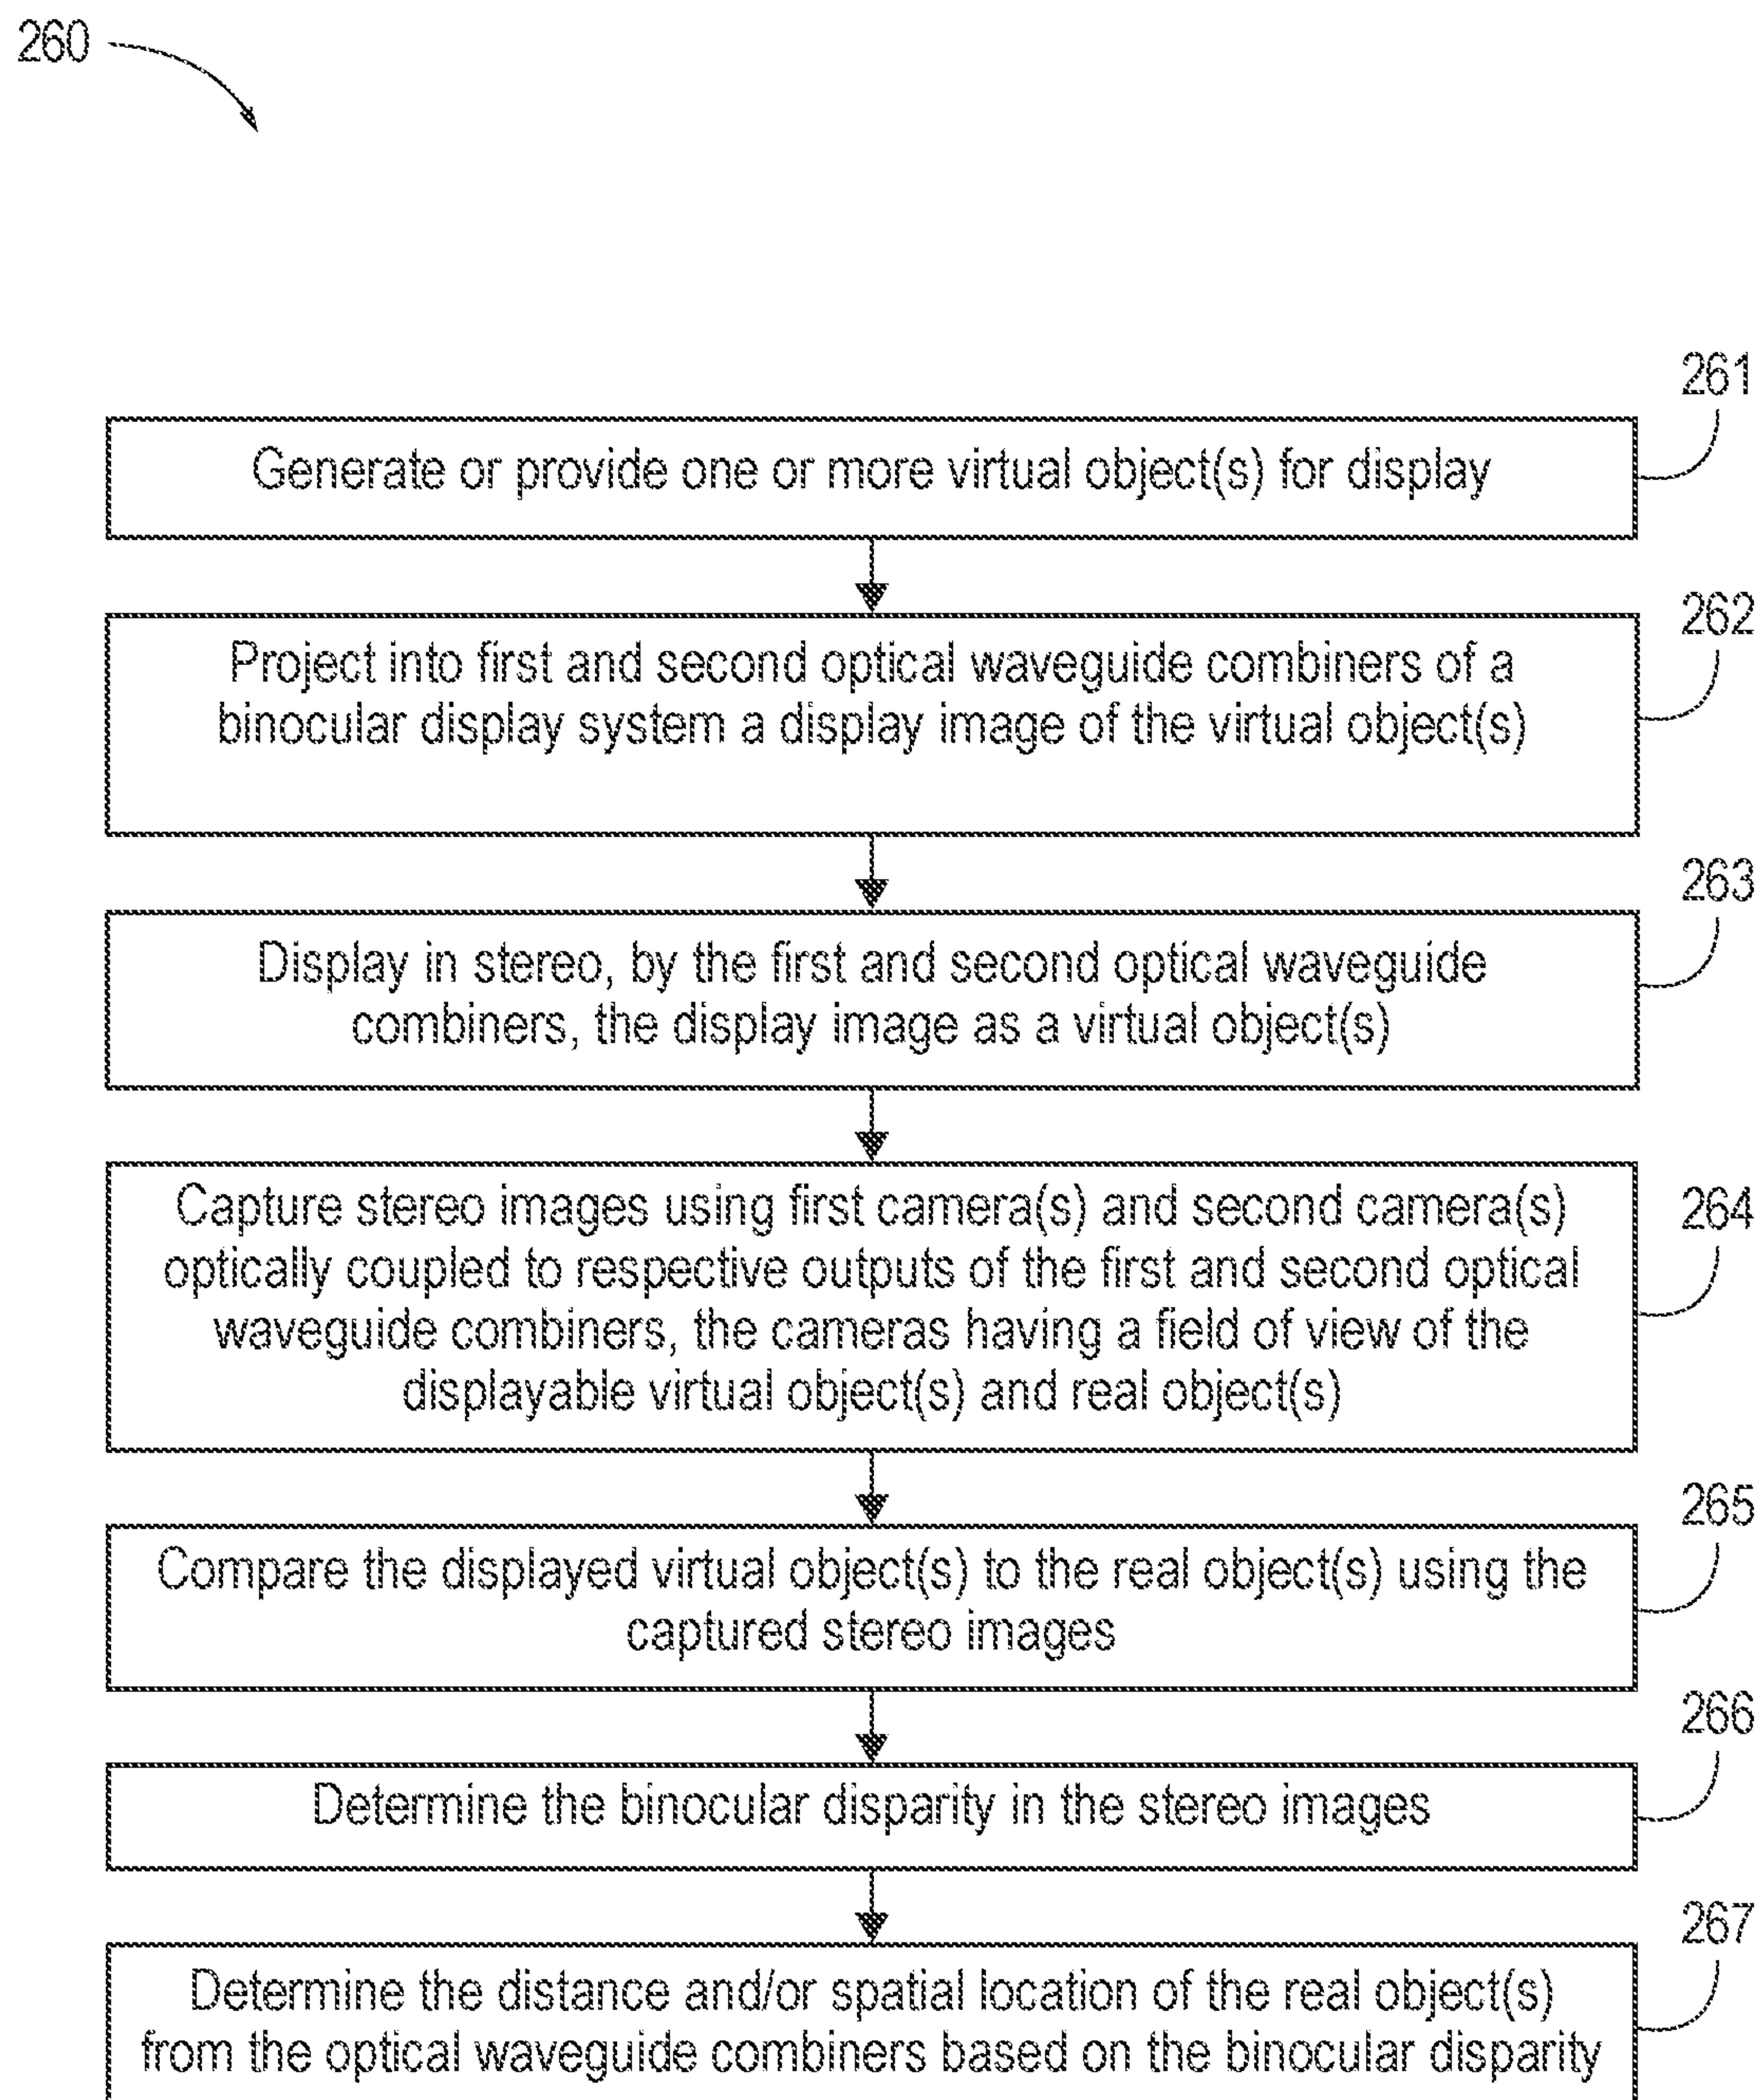 260
261
Generate or provide one or more virtual object(s) for display
262
Project into first and second optical waveguide combiners of a
binocular display system a display image of the virtual object(s)
263
Display in stereo, by the first and second optical waveguide
combiners, the display image as a virtual object(s)
264
Capture stereo images using first camera(s) and second camera(s)
optically coupled to respective outputs of the first and second optical
waveguide combiners, the cameras having a field of view of the
displayable virtual object(s) and real object(s)
265
Compare the displayed virtual object(s) to the real object(s) using the
captured stereo images
266
Determine the binocular disparity in the stereo images
267
Determine the distance and/or spatial location of the real object(s)
from the optical waveguide combiners based on the binocular disparity